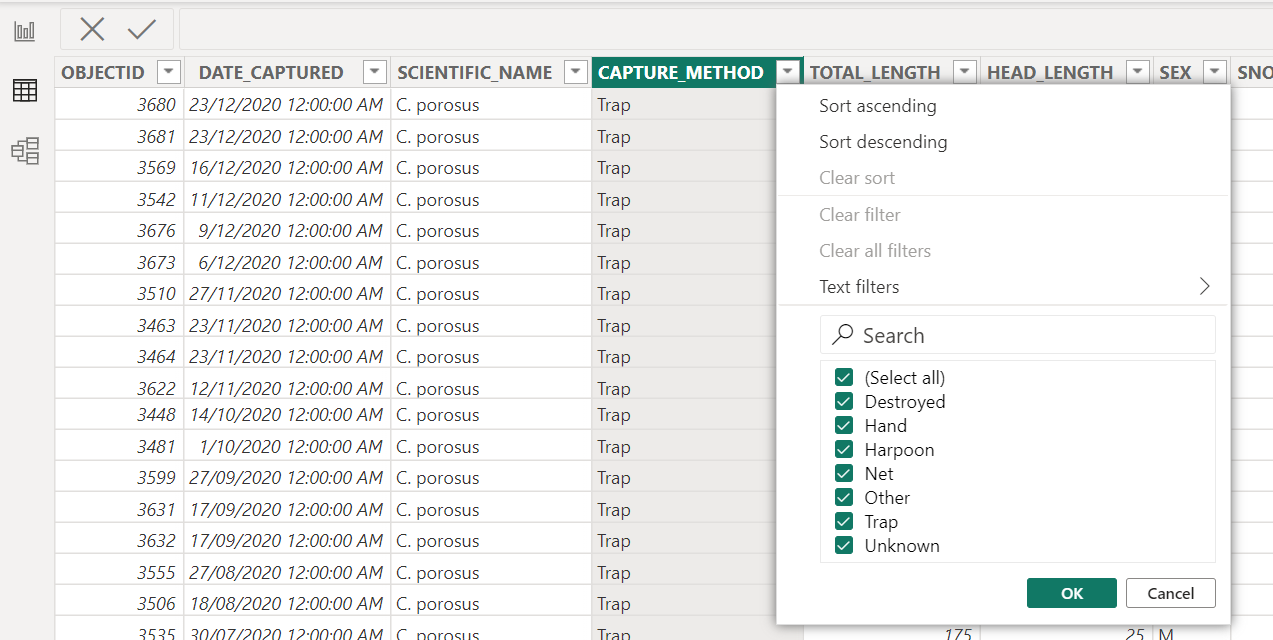 OBJECTID DATE_CAPTURED SCIENTIFIC_NAME CAPTURE_METHOD TOTAL_LENGTH HEAD_LENGTH SEX SNO
3680 23/12/2020 12:00:00 AM C. porosus Trap
3681 23/12/2020 12:00:00 AM C. porosus Trap
3569 16/12/2020 12:00:00 AM C. porosus Trap
3542 11/12/2020 12:00:00 AM C. porosus Trap
3676 9/12/2020 12:00:00 AM C. porosus Trap
3673 6/12/2020 12:00:00 AM C. porosus Trap
3510 27/11/2020 12:00:00 AM C. porosus Trap
3463 23/11/2020 12:00:00 AM C. porosus Trap
3464 23/11/2020 12:00:00 AM C. porosus Trap
3622 12/11/2020 12:00:00 AM C. porosus Trap
3448 14/10/2020 12:00:00 AM C. porosus Trap
3481 1/10/2020 12:00:00 AM C. porosus Trap
3599 27/09/2020 12:00:00 AM C. porosus Trap
3631 17/09/2020 12:00:00 AM C. porosus Trap
3632 17/09/2020 12:00:00 AM C. porosus Trap
3555 27/08/2020 12:00:00 AM C. porosus Trap
3506 18/08/2020 12:00:00 AM C. porosus Trap
3535 30/07/2020 12:00:00 AM C. porosus Trap 175 25 M
Sort ascending
Sort descending
Clear sort
Clear filter
Clear all filters
Text filters
Search
(Select all)
Destroyed
Hand
Harpoon
Net
Other
Trap
Unknown
OK Cancel